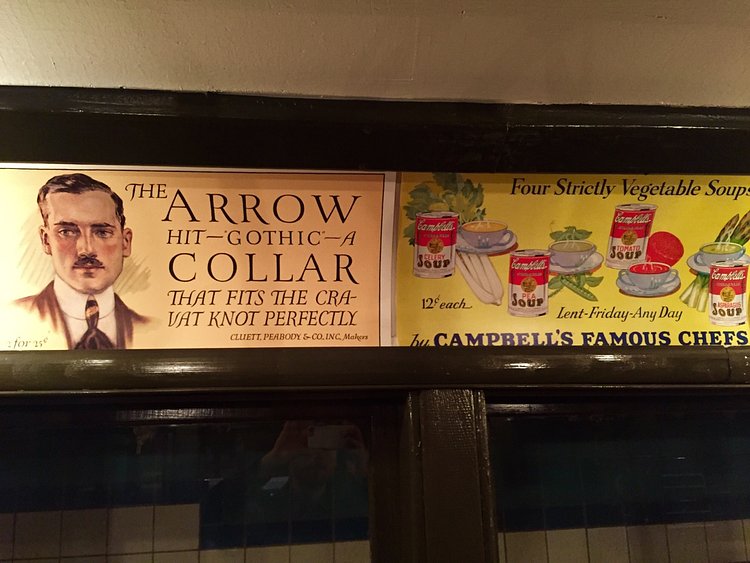 THE ARROW
HIT—"GOTHIC"—A
COLLAR
THAT FITS THE CRA-
VAT KNOT PERFECTLY
CLUETT, PEABODY & CO., INC., Makers
2 for 25¢
Four Strictly Vegetable Soups
Campbell's
CELERY
SOUP
Campbell's
PEA
SOUP
Campbell's
TOMATO
SOUP
Campbell's
ASPARAGUS
SOUP
12¢ each
Lent-Friday-Any Day
by CAMPBELL'S FAMOUS CHEFS